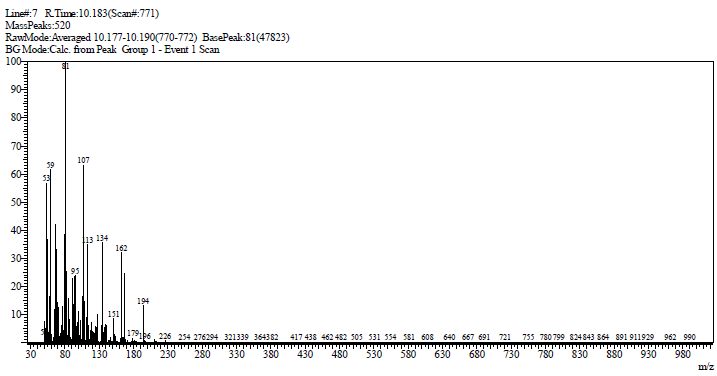 Line#:7 R.Time:10.183(Scan#:771)
MassPeaks:520
RawMode:Averaged 10.177-10.190(770-772) BasePeak:81(47823)
BG Mode:Calc. from Peak Group 1 - Event 1 Scan
100
81
90
80
70
107
59
60
53
50
40
113 134
162
30
95
20
194
10
151
179 196 226 254 276 294 321 339 364 382 417 438 462 482 505 531 554 581 608 640 667 691 721 755 780 799 824 843 864 891 911 929 962 990
30 80 130 180 230 280 330 380 430 480 530 580 630 680 730 780 830 880 930 980
m/z